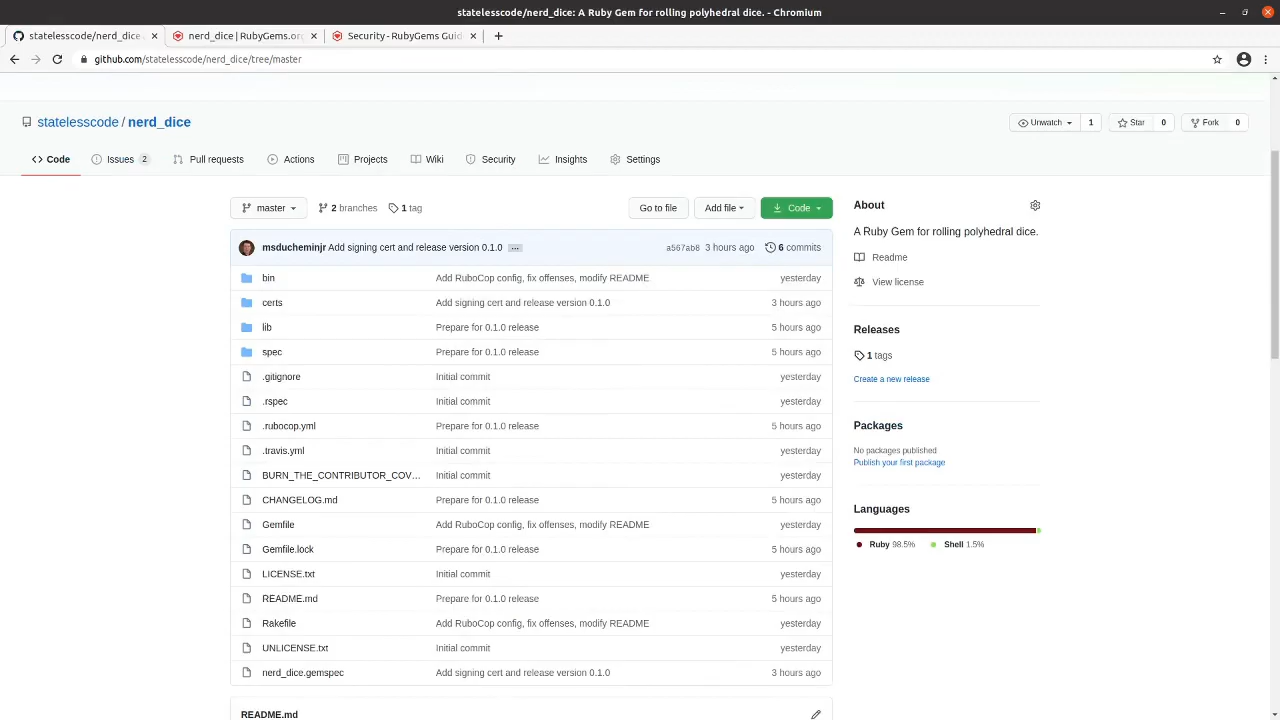 statelesscode/nerd_dice: A Ruby Gem for rolling polyhedral dice. - Chromium
statelesscode/nerd_dice
nerd_dice | RubyGems.org
Security - RubyGems Guid
github.com/statelesscode/nerd_dice/tree/master
statelesscode / nerd_dice
Unwatch 1
Star 0
Fork 0
Code Issues 2 Pull requests Actions Projects Wiki Security Insights Settings
master 2 branches 1 tag Go to file Add file Code
msducheminjr Add signing cert and release version 0.1.0 ... a567ab8 3 hours ago 6 commits
bin Add RuboCop config, fix offenses, modify README yesterday
certs Add signing cert and release version 0.1.0 3 hours ago
lib Prepare for 0.1.0 release 5 hours ago
spec Prepare for 0.1.0 release 5 hours ago
.gitignore Initial commit yesterday
.rspec Initial commit yesterday
.rubocop.yml Prepare for 0.1.0 release 5 hours ago
.travis.yml Initial commit yesterday
BURN_THE_CONTRIBUTOR_COV… Initial commit yesterday
CHANGELOG.md Prepare for 0.1.0 release 5 hours ago
Gemfile Add RuboCop config, fix offenses, modify README yesterday
Gemfile.lock Prepare for 0.1.0 release 5 hours ago
LICENSE.txt Initial commit yesterday
README.md Prepare for 0.1.0 release 5 hours ago
Rakefile Add RuboCop config, fix offenses, modify README yesterday
UNLICENSE.txt Initial commit yesterday
nerd_dice.gemspec Add signing cert and release version 0.1.0 3 hours ago
README.md
About
A Ruby Gem for rolling polyhedral dice.
Readme
View license
Releases
1 tags
Create a new release
Packages
No packages published
Publish your first package
Languages
Ruby 98.5% Shell 1.5%